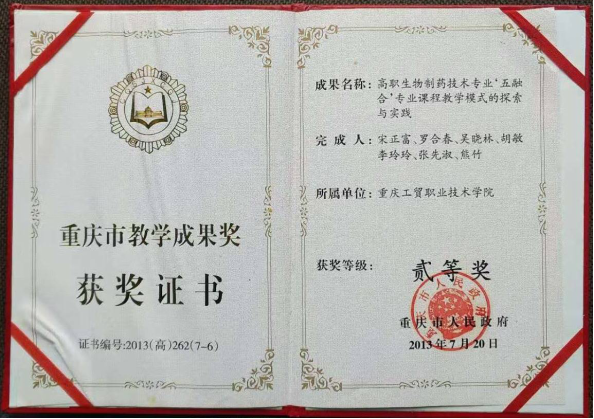 重庆市教学成果奖
获奖证书
证书编号:2013(高)262(7-6)
成果名称:高职生物制药技术专业‘五融
合’专业课程教学模式的探索
与实践
完成人:宋正富、罗合春、吴晓林、胡敏
李玲玲、张先淑、熊竹
所属单位:重庆工贸职业技术学院
获奖等级:贰等奖
重庆市人民政府
重庆市人民政府
2013年7月20日